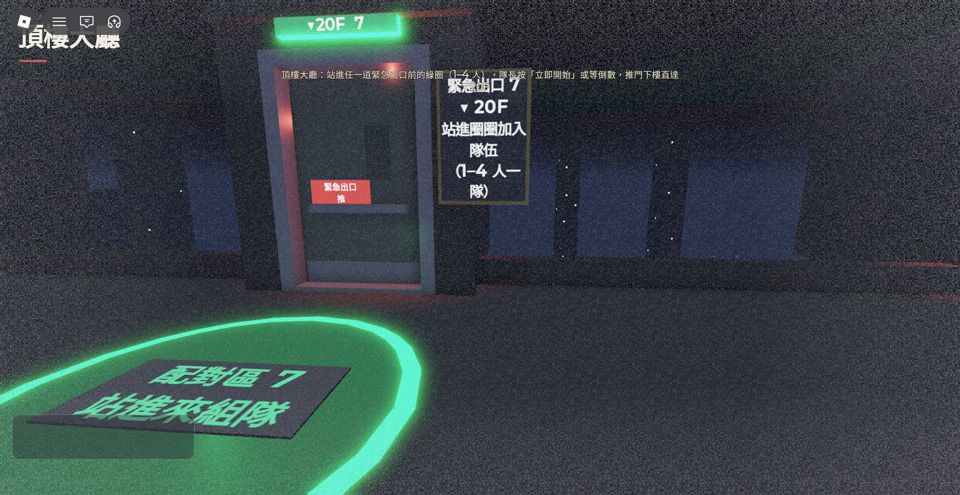 ▼20F 7
頂樓大廳
頂樓大廳：站進任一道緊急出口前的綠圈（1–4 人），隊長按「立即開始」或等倒數，推門下樓直達
緊急出口 7
▼ 20F
站進圈圈加入
隊伍
（1–4 人一
隊）
緊急出口
推
配對區 7
站進來組隊